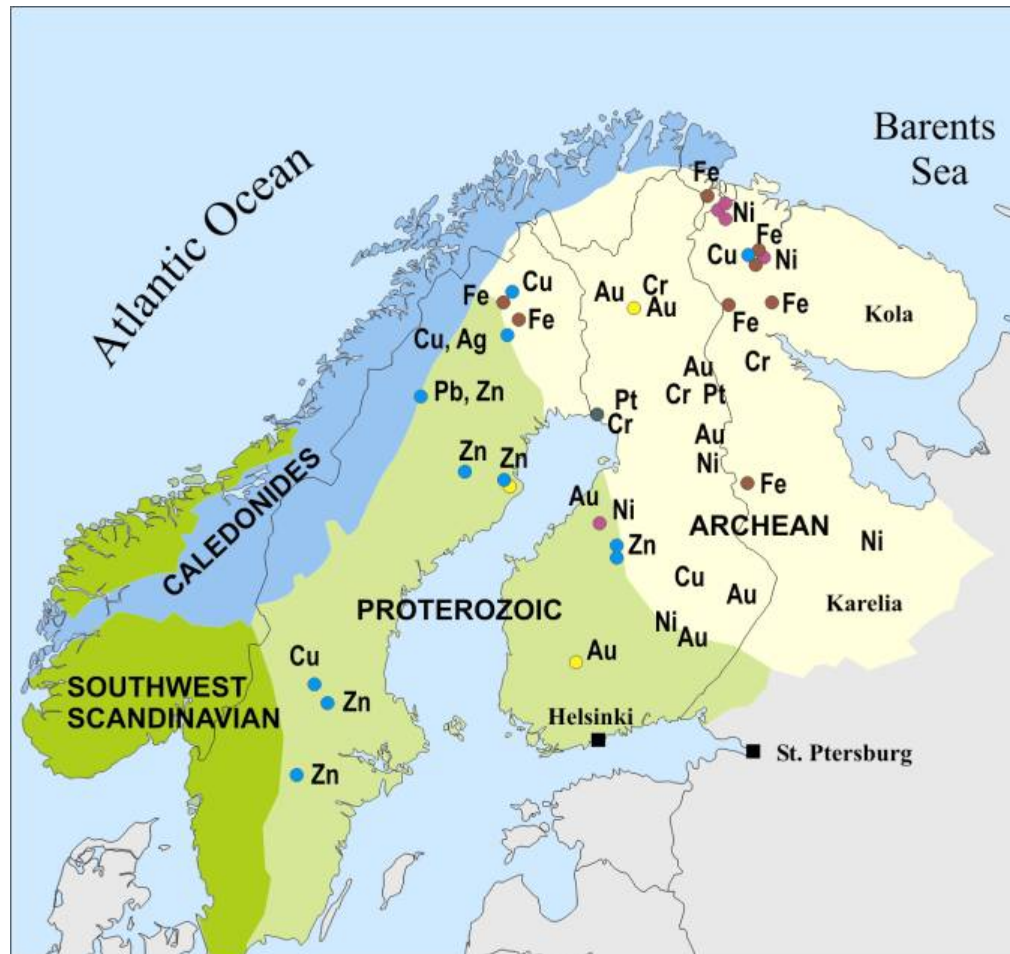 Barents
Sea
Atlantic Ocean
Fe
Ni
Fe
Cu
Ni
Cu
Cr
Au
Fe
Au
Fe
Fe
Fe
Kola
Cu, Ag
Au
Cr
Pb, Zn
Cr Pt
Pt
Cr
Au
Zn
Zn
Ni
Fe
CALEDONIDES
Au
Ni
ARCHEAN
Zn
Ni
Cu
Au
Karelia
PROTEROZOIC
Ni
Au
Cu
Au
SOUTHWEST
SCANDINAVIAN
Zn
Helsinki
St. Ptersburg
Zn